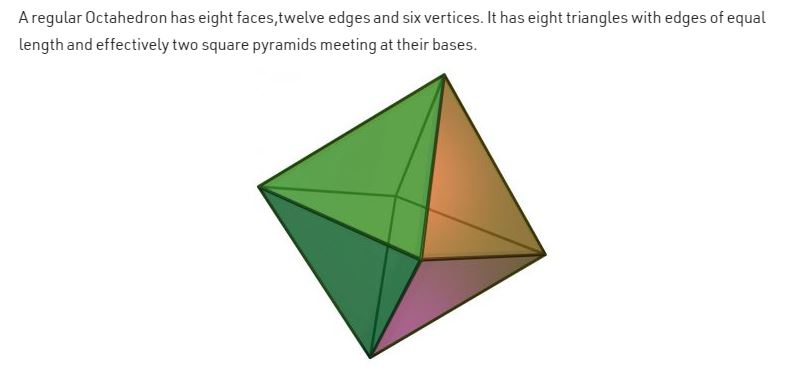 A regular Octahedron has eight faces,twelve edges and six vertices. It has eight triangles with edges of equal
length and effectively two square pyramids meeting at their bases.